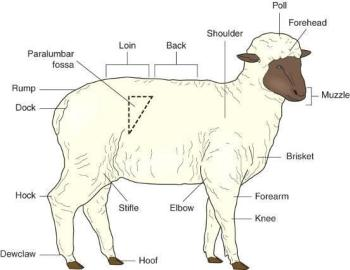 Poll
Forehead
Shoulder
Loin
Back
Paralumbar
fossa
Rump
Dock
Muzzle
Brisket
Hock
Stifle
Elbow
Forearm
Knee
Dewclaw
Hoof